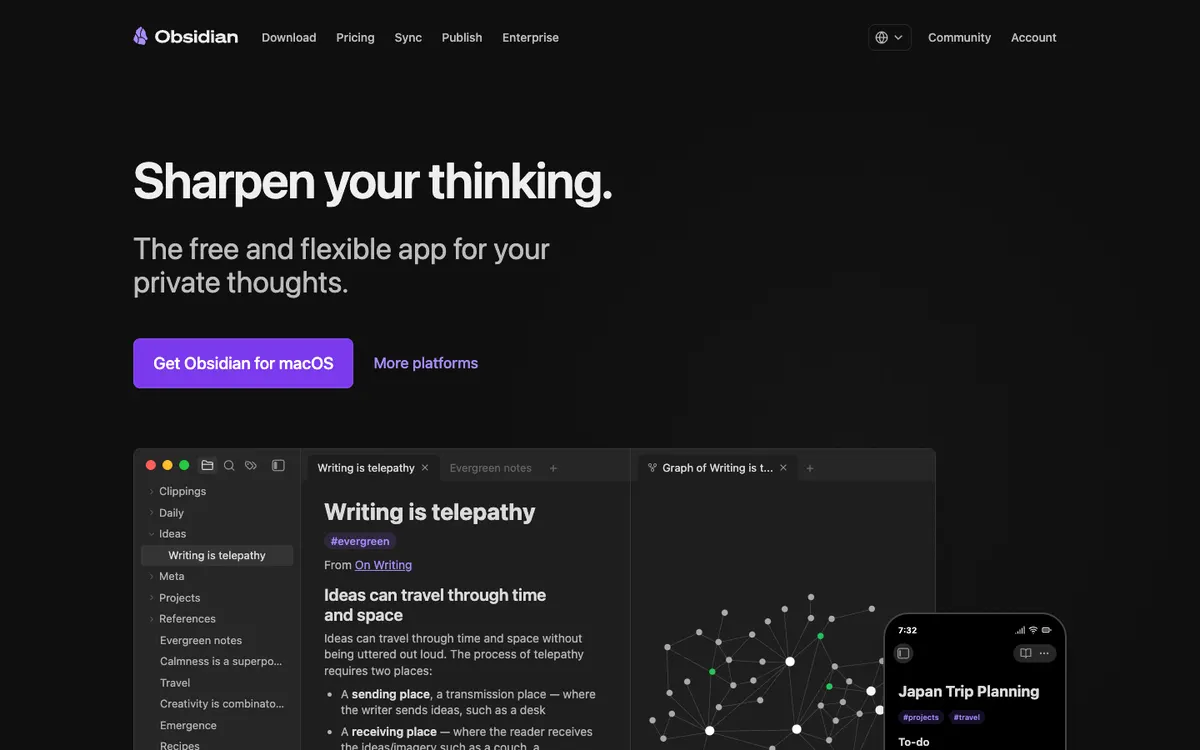 Obsidian Download Pricing Sync Publish Enterprise Community Account
Sharpen your thinking.
The free and flexible app for your
private thoughts.
Get Obsidian for macOS More platforms
Clippings
Daily
Ideas
Writing is telepathy
Meta
Projects
References
Evergreen notes
Calmness is a superpo...
Travel
Creativity is combinato...
Emergence
Recipes
Writing is telepathy Evergreen notes
Writing is telepathy
#evergreen
From On Writing
Ideas can travel through time
and space
Ideas can travel through time and space without
being uttered out loud. The process of telepathy
requires two places:
• A sending place, a transmission place — where
the writer sends ideas, such as a desk
• A receiving place — where the reader receives
the ideas/imagery such as a couch, a
Graph of Writing is t...
7:32
Japan Trip Planning
#projects #travel
To-do